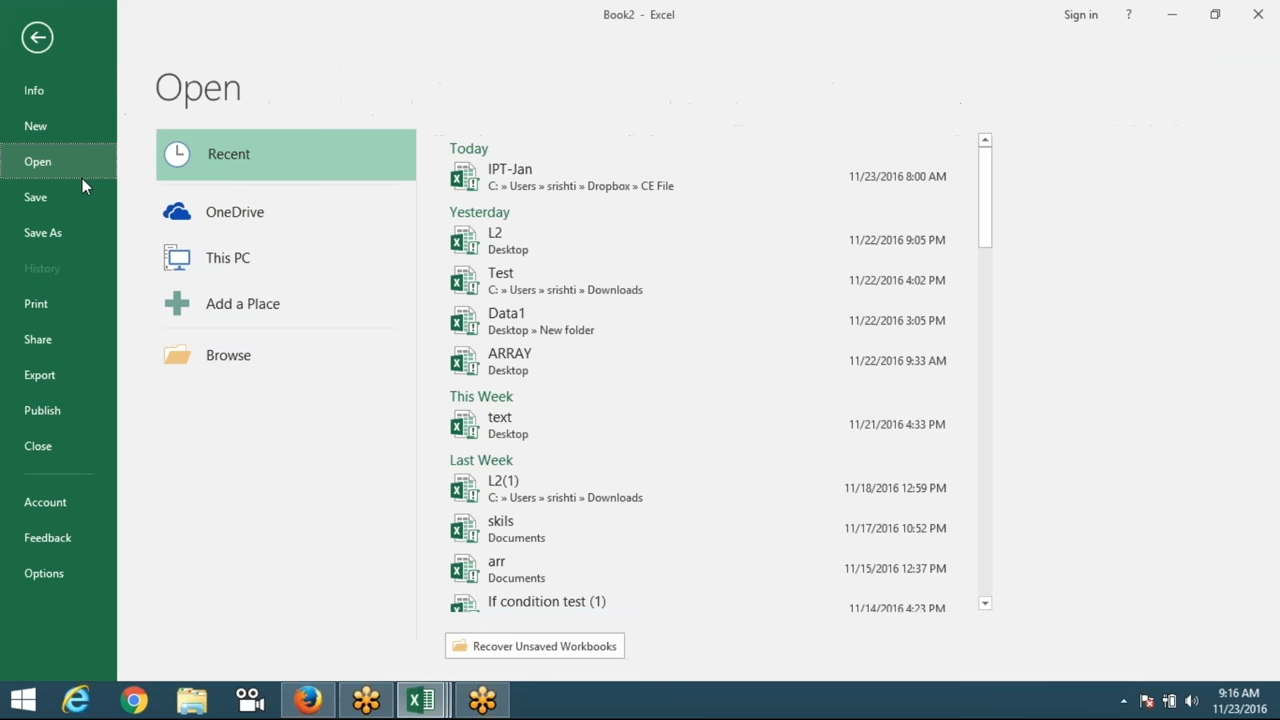 Book2 - Excel
Sign in
?
Info
New
Open
Save
Save As
History
Print
Share
Export
Publish
Close
Account
Feedback
Options
Open
Recent
OneDrive
This PC
Add a Place
Browse
Today
IPT-Jan
C: » Users » srishti » Dropbox » CE File
11/23/2016 8:00 AM
Yesterday
L2
Desktop
11/22/2016 9:05 PM
Test
C: » Users » srishti » Downloads
11/22/2016 4:02 PM
Data1
Desktop » New folder
11/22/2016 3:05 PM
ARRAY
Desktop
11/22/2016 9:33 AM
This Week
text
Desktop
11/21/2016 4:33 PM
Last Week
L2(1)
C: » Users » srishti » Downloads
11/18/2016 12:59 PM
skils
Documents
11/17/2016 10:52 PM
arr
Documents
11/15/2016 12:37 PM
If condition test (1)
11/14/2016 4:23 PM
Recover Unsaved Workbooks
9:16 AM
11/23/2016